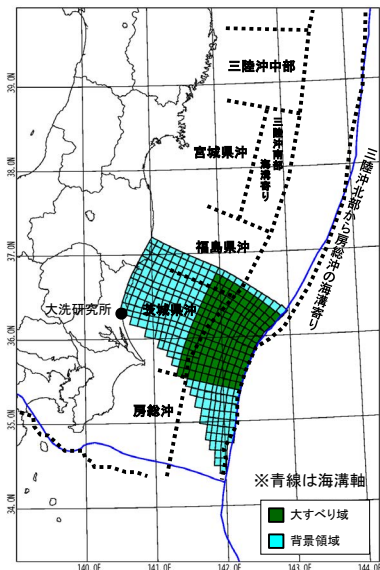 三陸沖中部
宮城県沖
三陸沖南部
海溝寄り
三陸沖北部から房総沖の海溝寄り
福島県沖
大洗研究所
茨城県沖
房総沖
※青線は海溝軸
大すべり域
背景領域
39.0N
38.0N
37.0N
36.0N
35.0N
34.0N
140.0E
141.0E
142.0E
143.0E
144.0E